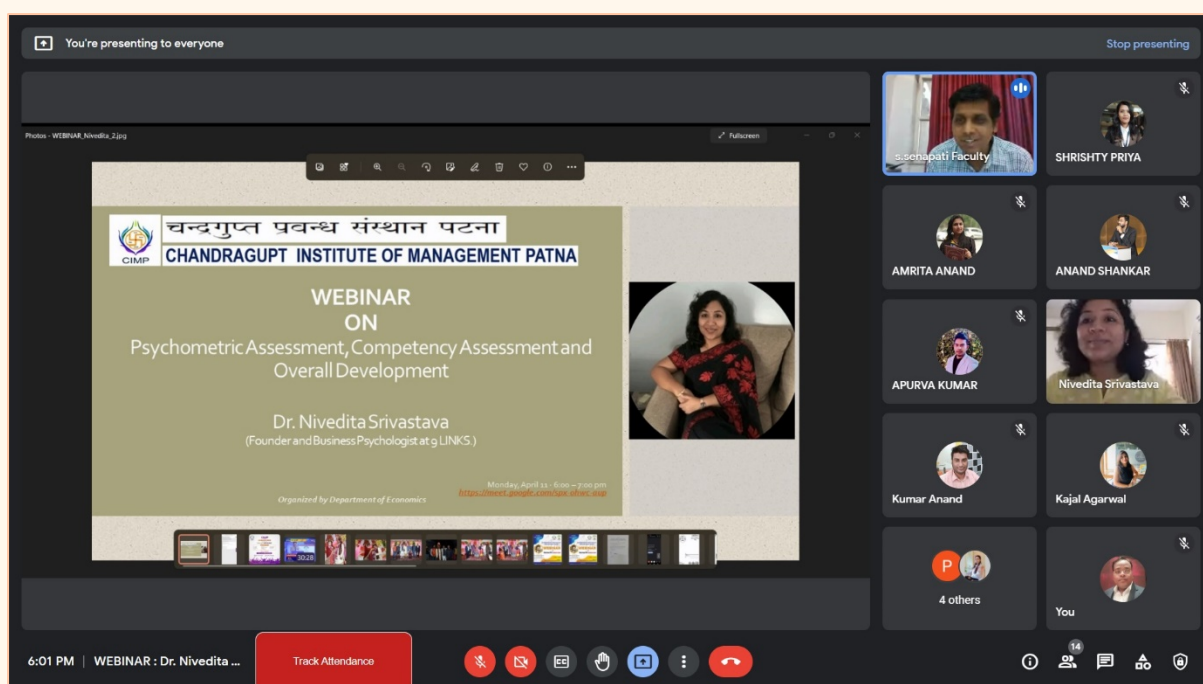 You're presenting to everyone
Stop presenting
Photos - WEBINAR_Nivedita_2.jpg
Fullscreen
CIMP
चन्द्रगुप्त प्रवन्ध संस्थान पटना
CHANDRAGUPT INSTITUTE OF MANAGEMENT PATNA
WEBINAR
ON
Psychometric Assessment, Competency Assessment and
Overall Development
Dr. Nivedita Srivastava
(Founder and Business Psychologist at 9 LINKS.)
Monday, April 11 - 6:00 – 7:00 pm
Organized by Department of Economics
30:28
s.senapati Faculty
SHRISHTY PRIYA
AMRITA ANAND
ANAND SHANKAR
APURVA KUMAR
Nivedita Srivastava
Kumar Anand
Kajal Agarwal
P
4 others
You
6:01 PM | WEBINAR : Dr. Nivedita ...
Track Attendance
CC
14